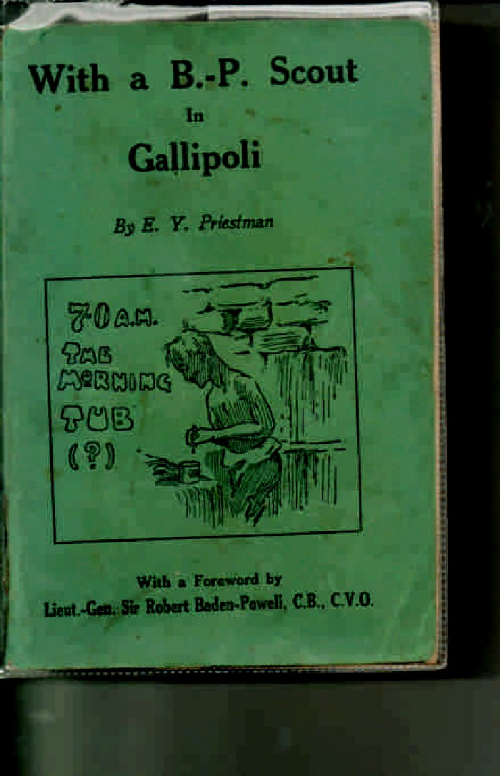 With a B.-P. Scout
In
Gallipoli
By E. Y. Priestman
7.0 A.M.
THE
MORNING
TUB
(?)
With a Foreword by
Lieut.-Gen. Sir Robert Baden-Powell, C.B., C.V.O.